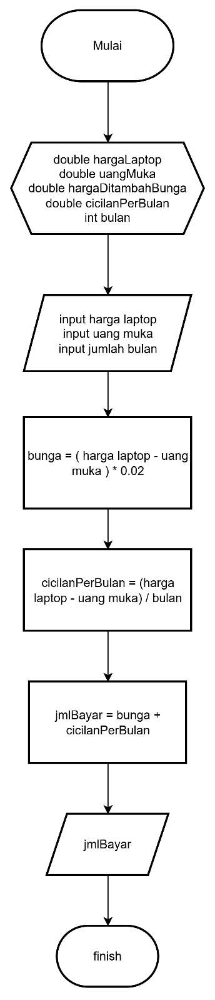 Mulai
double hargaLaptop
double uangMuka
double hargaDitambahBunga
double cicilanPerBulan
int bulan
input harga laptop
input uang muka
input jumlah bulan
bunga = ( harga laptop - uang
muka ) * 0.02
cicilanPerBulan = (harga
laptop - uang muka) / bulan
jmlBayar = bunga +
cicilanPerBulan
jmlBayar
finish